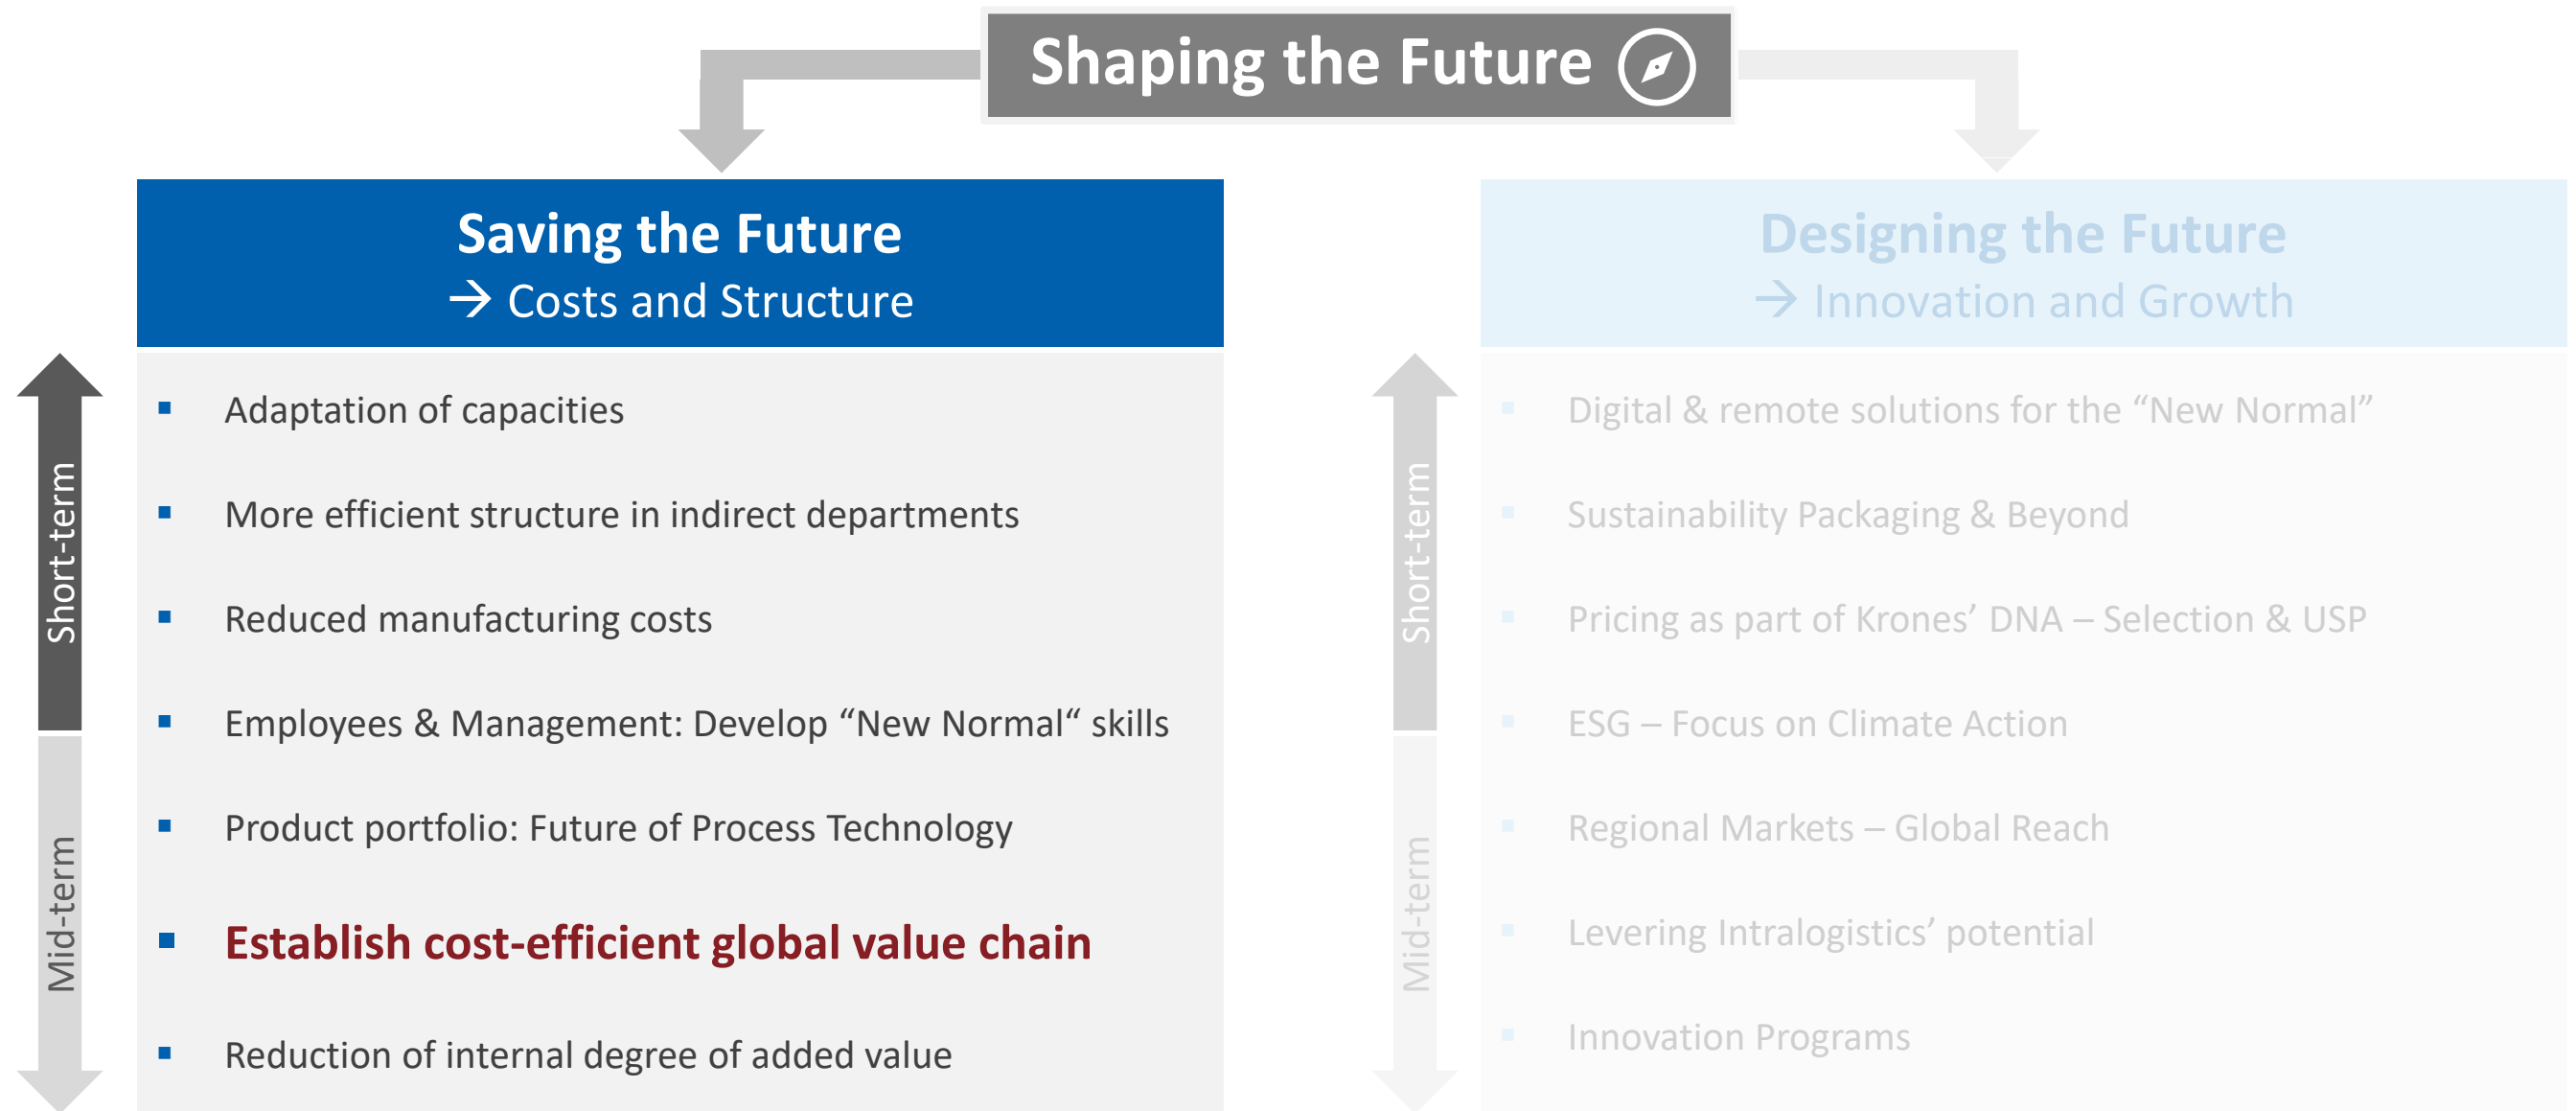 Shaping the Future
Saving the Future
→ Costs and Structure
Short-term
Mid-term
▪ Adaptation of capacities
▪ More efficient structure in indirect departments
▪ Reduced manufacturing costs
▪ Employees & Management: Develop “New Normal“ skills
▪ Product portfolio: Future of Process Technology
▪ Establish cost-efficient global value chain
▪ Reduction of internal degree of added value
Designing the Future
→ Innovation and Growth
Short-term
Mid-term
▪ Digital & remote solutions for the “New Normal”
▪ Sustainability Packaging & Beyond
▪ Pricing as part of Krones’ DNA – Selection & USP
▪ ESG – Focus on Climate Action
▪ Regional Markets – Global Reach
▪ Levering Intralogistics’ potential
▪ Innovation Programs